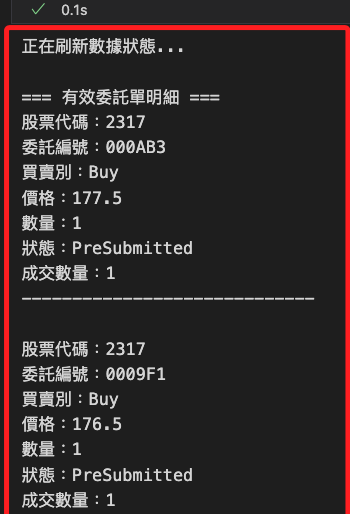 0.1s
正在刷新數據狀態...
=== 有效委託單明細 ===
股票代碼：2317
委託編號：000AB3
買賣別：Buy
價格：177.5
數量：1
狀態：PreSubmitted
成交數量：1
-----------------------------
股票代碼：2317
委託編號：0009F1
買賣別：Buy
價格：176.5
數量：1
狀態：PreSubmitted
成交數量：1